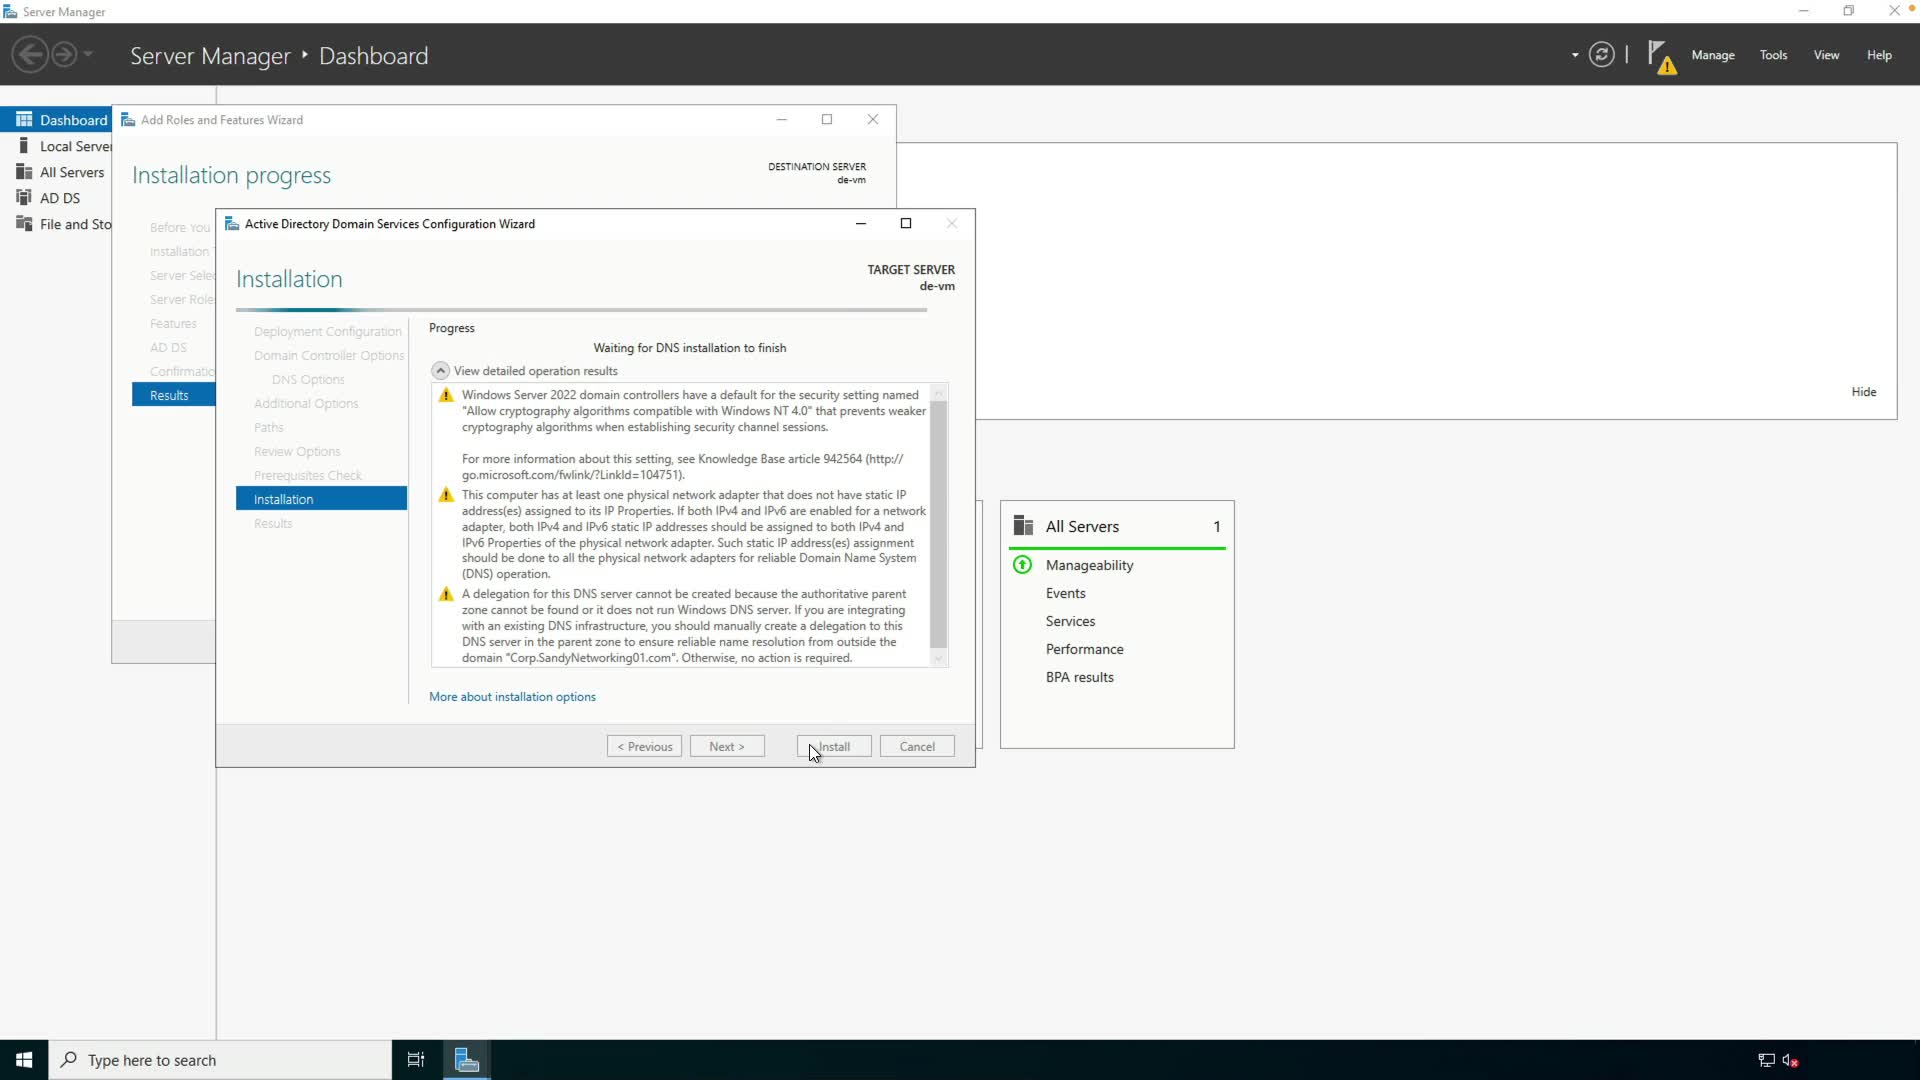 Server Manager
Server Manager ‣ Dashboard
Manage
Tools
View
Help
Dashboard
Local Server
All Servers
AD DS
File and Sto
Add Roles and Features Wizard
Installation progress
DESTINATION SERVER
de-vm
Before You
Installation
Server Selec
Server Role
Features
AD DS
Confirmatio
Results
Active Directory Domain Services Configuration Wizard
Installation
TARGET SERVER
de-vm
Deployment Configuration
Domain Controller Options
DNS Options
Additional Options
Paths
Review Options
Prerequisites Check
Installation
Results
Progress
Waiting for DNS installation to finish
View detailed operation results
Windows Server 2022 domain controllers have a default for the security setting named
"Allow cryptography algorithms compatible with Windows NT 4.0" that prevents weaker
cryptography algorithms when establishing security channel sessions.
For more information about this setting, see Knowledge Base article 942564 (http://
go.microsoft.com/fwlink/?LinkId=104751).
This computer has at least one physical network adapter that does not have static IP
address(es) assigned to its IP Properties. If both IPv4 and IPv6 are enabled for a network
adapter, both IPv4 and IPv6 static IP addresses should be assigned to both IPv4 and
IPv6 Properties of the physical network adapter. Such static IP address(es) assignment
should be done to all the physical network adapters for reliable Domain Name System
(DNS) operation.
A delegation for this DNS server cannot be created because the authoritative parent
zone cannot be found or it does not run Windows DNS server. If you are integrating
with an existing DNS infrastructure, you should manually create a delegation to this
DNS server in the parent zone to ensure reliable name resolution from outside the
domain "Corp.SandyNetworking01.com". Otherwise, no action is required.
More about installation options
< Previous
Next >
Install
Cancel
Hide
All Servers
1
Manageability
Events
Services
Performance
BPA results
Type here to search